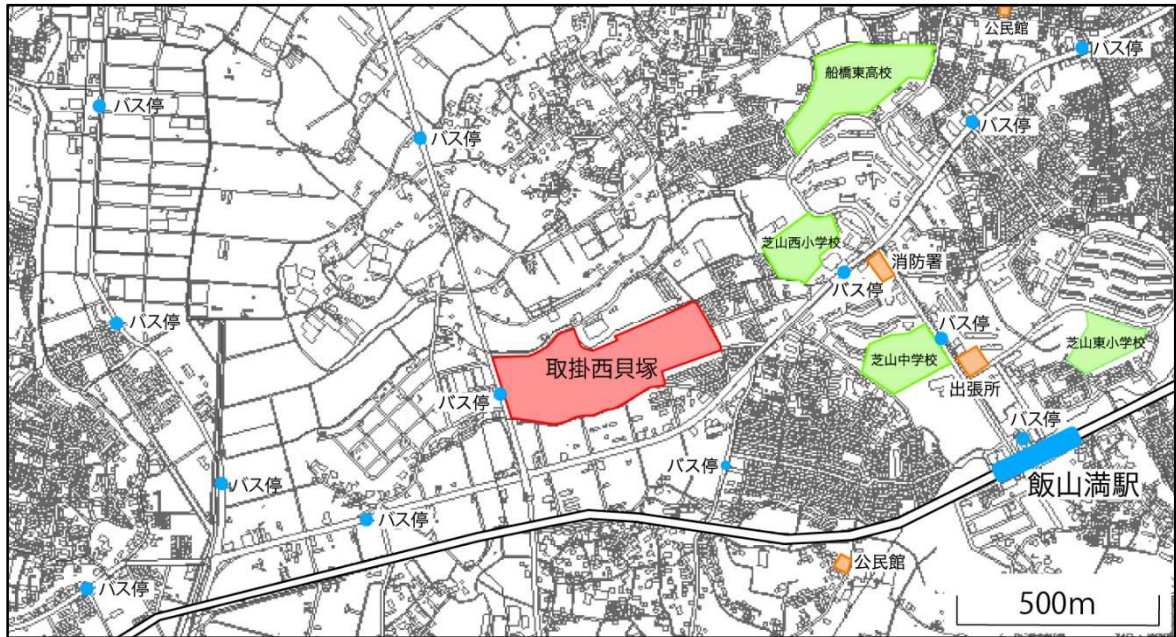 公民館
バス停
船橋東高校
バス停
バス停
バス停
芝山西小学校
消防署
バス停
バス停
バス停
芝山東小学校
芝山中学校
取掛西貝塚
出張所
バス停
バス停
バス停
飯山満駅
バス停
バス停
公民館
バス停
500m